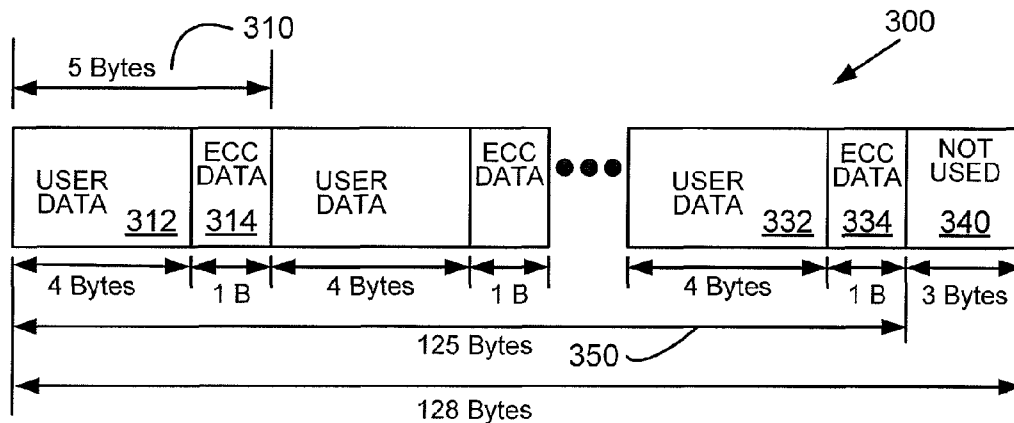 310
300
5 Bytes
USER DATA 312
ECC DATA 314
USER DATA
ECC DATA
USER DATA 332
ECC DATA 334
NOT USED 340
4 Bytes
1 B
4 Bytes
1 B
4 Bytes
1 B
3 Bytes
125 Bytes
350
128 Bytes